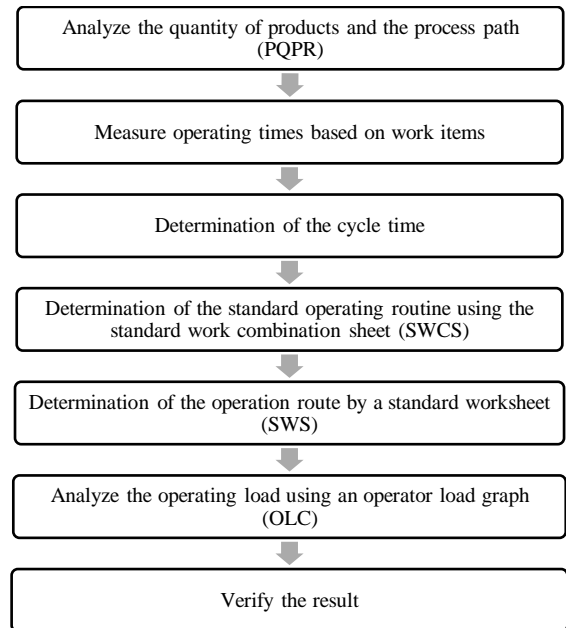 Analyze the quantity of products and the process path
(PQPR)
Measure operating times based on work items
Determination of the cycle time
Determination of the standard operating routine using the
standard work combination sheet (SWCS)
Determination of the operation route by a standard worksheet
(SWS)
Analyze the operating load using an operator load graph
(OLC)
Verify the result